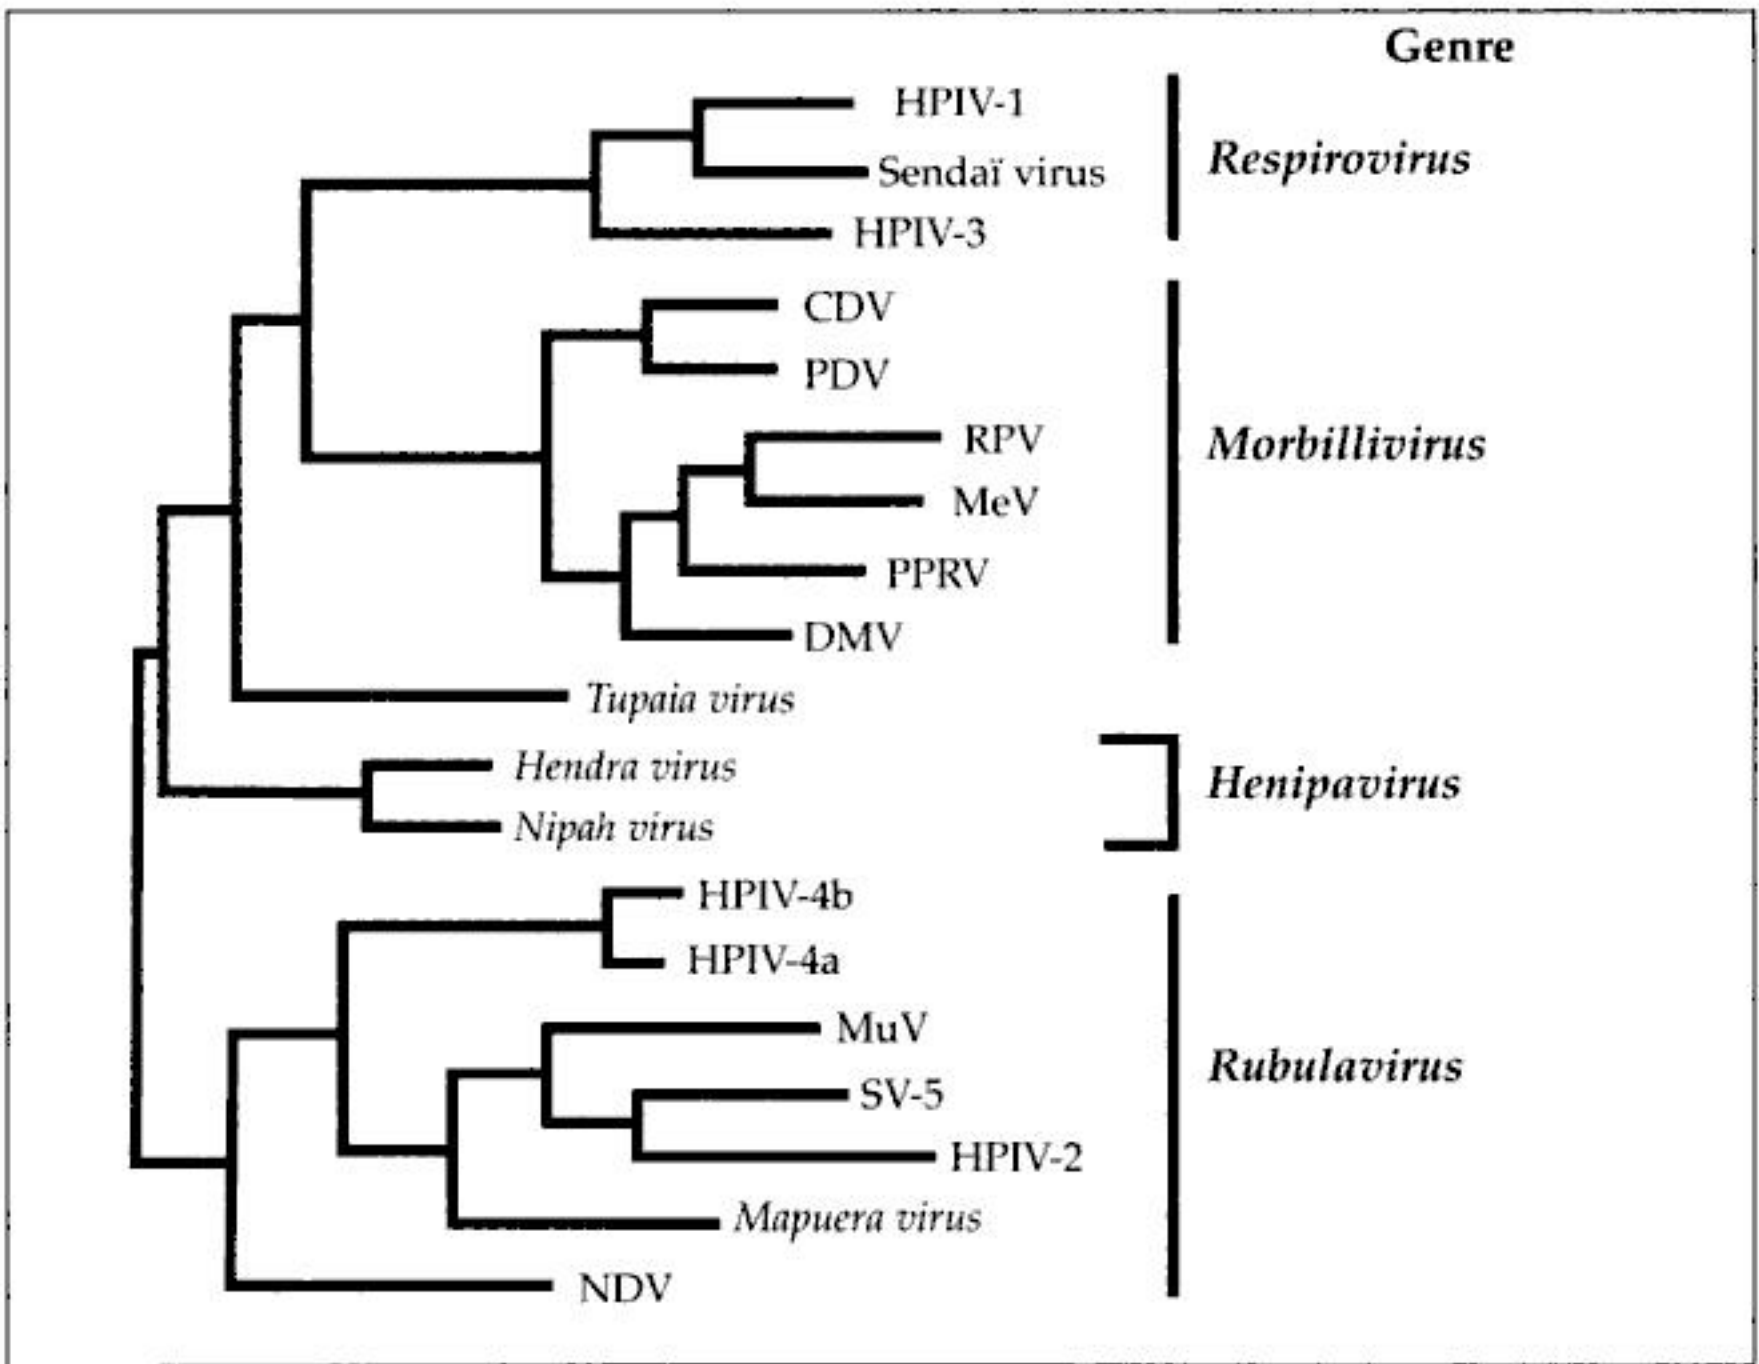 Genre
HPIV-1
Sendaï virus
Respirovirus
HPIV-3
CDV
PDV
RPV
Morbillivirus
MeV
PPRV
DMV
Tupaia virus
Hendra virus
Henipavirus
Nipah virus
HPIV-4b
HPIV-4a
MuV
Rubulavirus
SV-5
HPIV-2
Mapuera virus
NDV